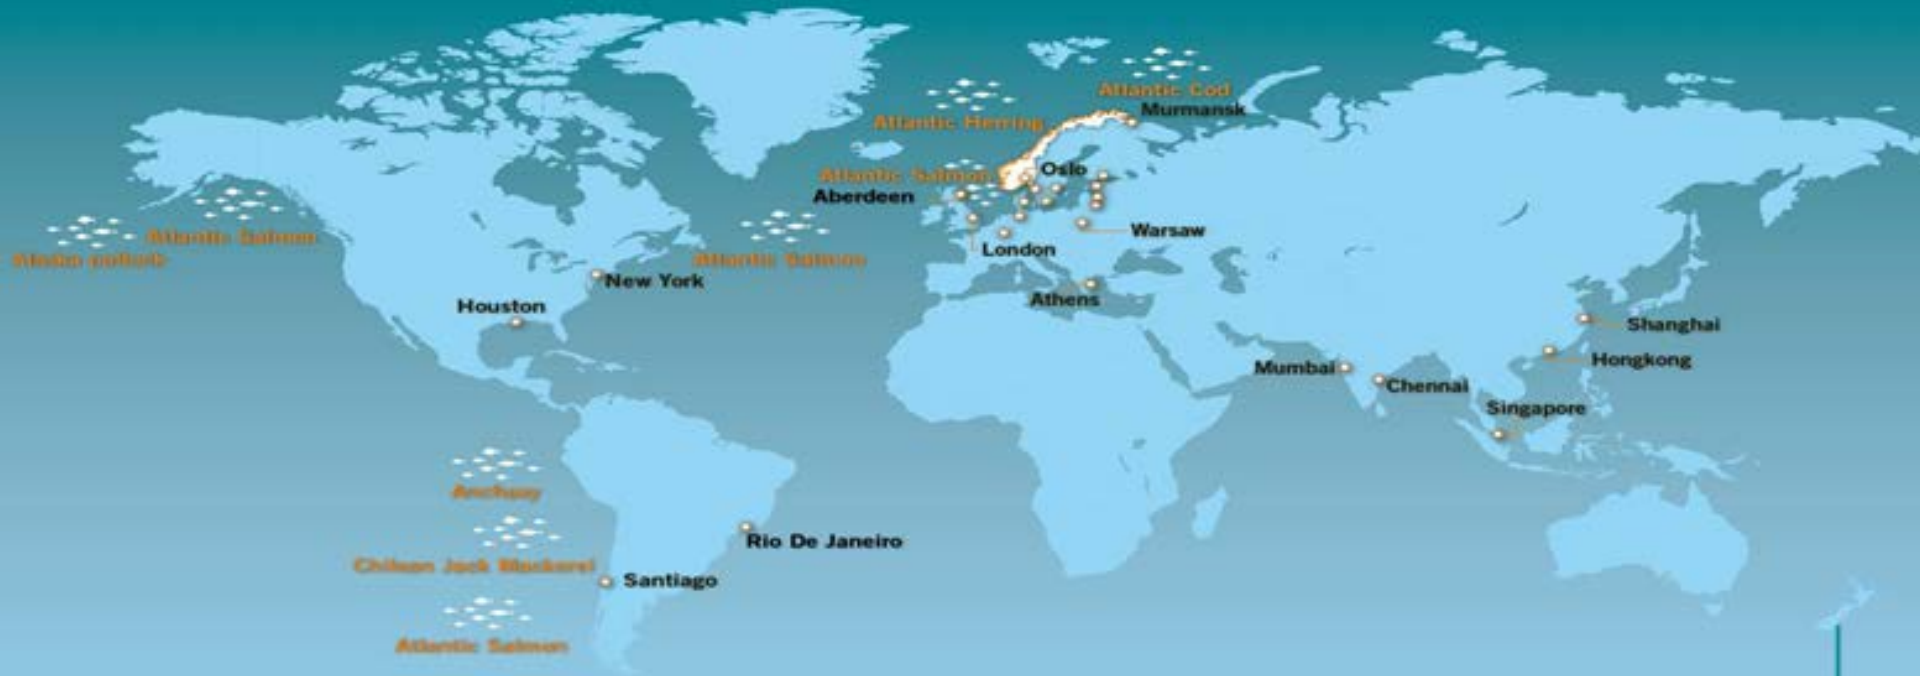 Atlantic Cod
Murmansk
Atlantic Herring
Oslo
Atlantic Salmon
Aberdeen
Warsaw
Atlantic Salmon
London
Alaska pollock
Atlantic Salmon
New York
Athens
Houston
Shanghai
Hongkong
Mumbai
Chennai
Singapore
Anchovy
Rio De Janeiro
Chilean Jack Mackerel
Santiago
Atlantic Salmon